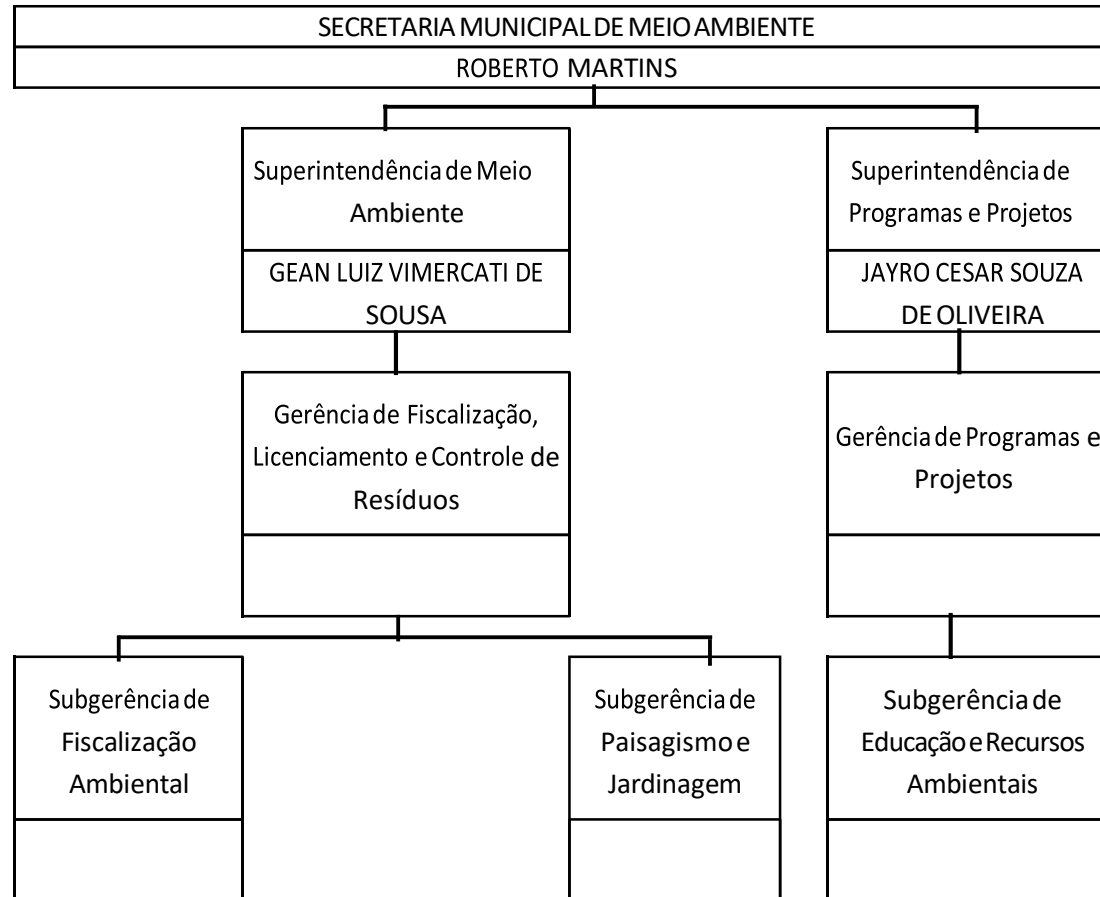 SECRETARIA MUNICIPAL DE MEIO AMBIENTE
ROBERTO MARTINS
Superintendência de Meio
Ambiente
GEAN LUIZ VIMERCATI DE
SOUSA
Superintendência de
Programas e Projetos
JAYRO CESAR SOUZA
DE OLIVEIRA
Gerência de Fiscalização,
Licenciamento e Controle de
Resíduos
Gerência de Programas e
Projetos
Subgerência de
Fiscalização
Ambiental
Subgerência de
Paisagismo e
Jardinagem
Subgerência de
Educação e Recursos
Ambientais